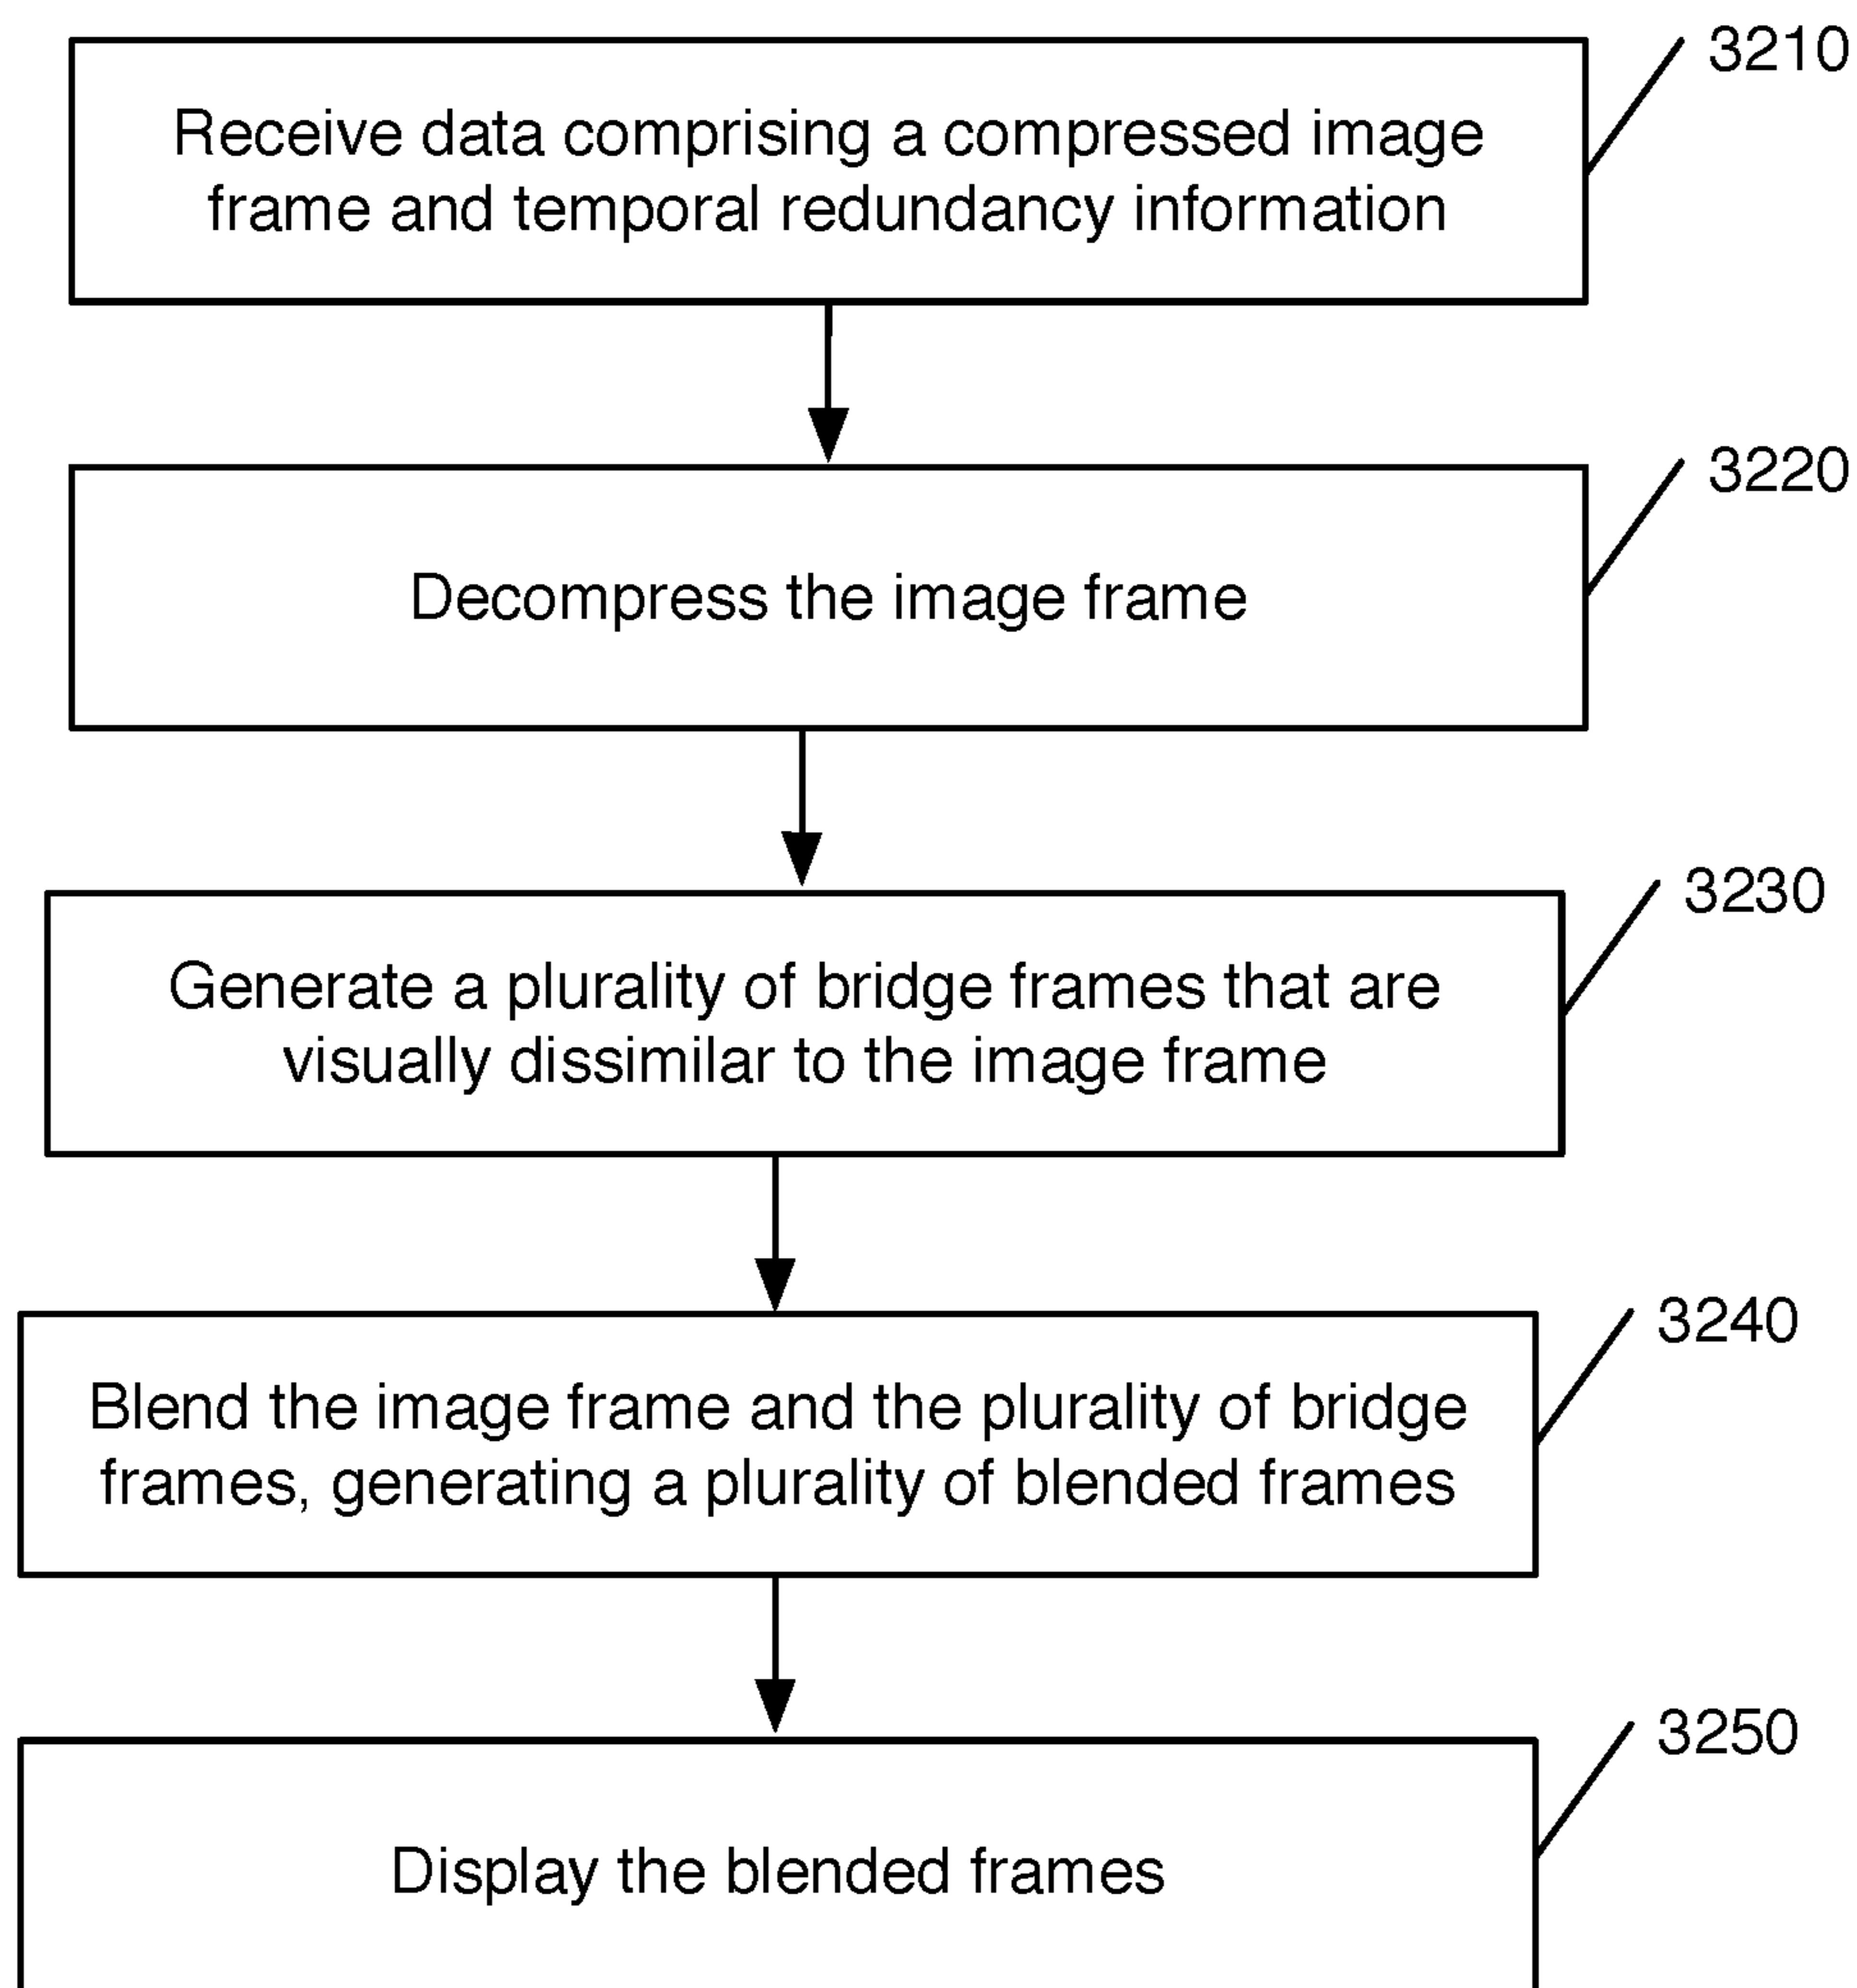 3210
Receive data comprising a compressed image
frame and temporal redundancy information
3220
Decompress the image frame
3230
Generate a plurality of bridge frames that are
visually dissimilar to the image frame
3240
Blend the image frame and the plurality of bridge
frames, generating a plurality of blended frames
3250
Display the blended frames